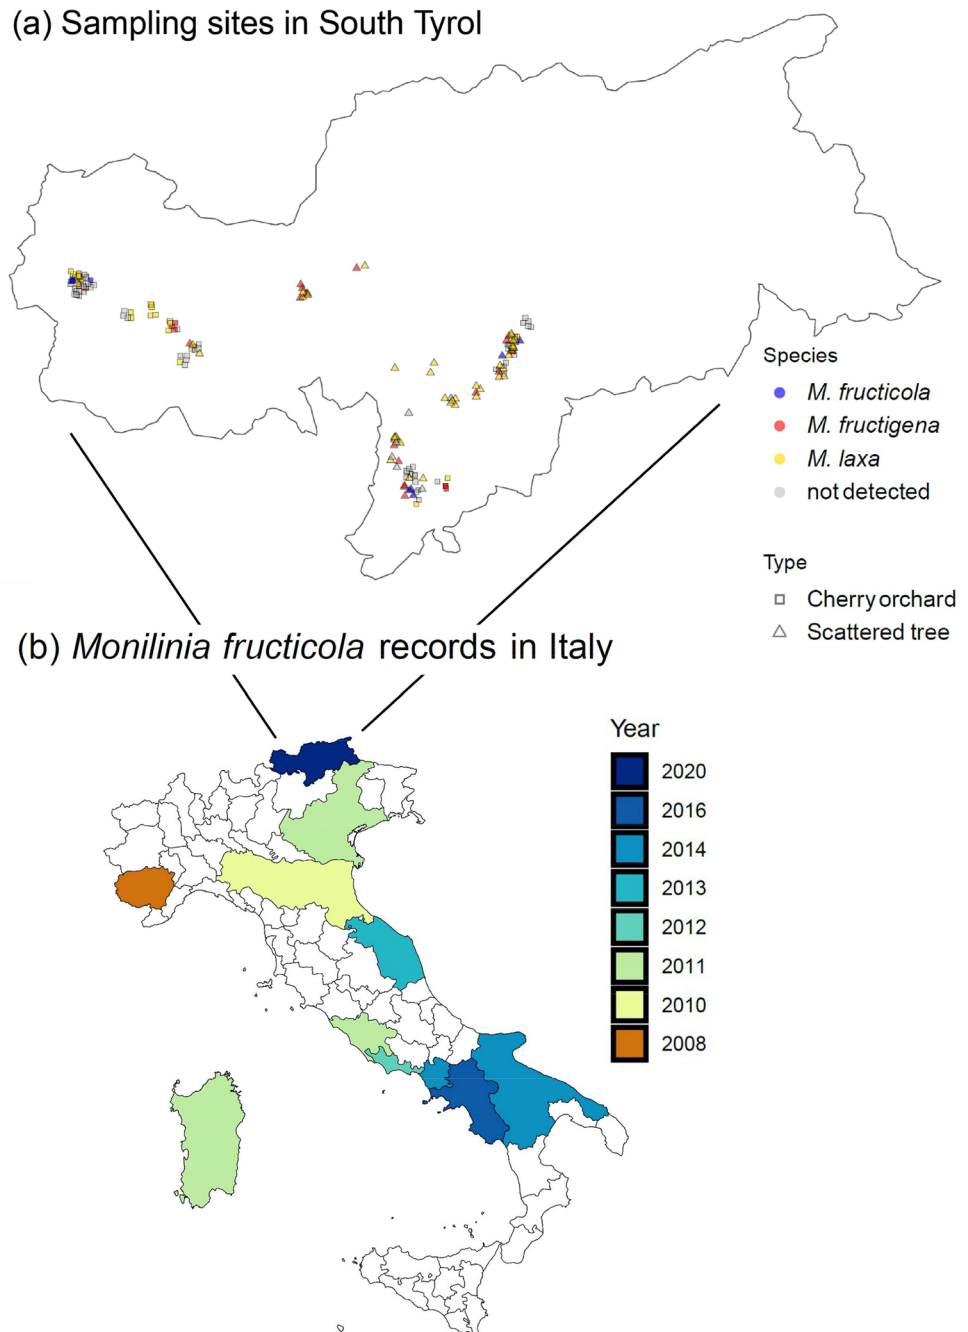 (a) Sampling sites in South Tyrol
Species
M. fructicola
M. fructigena
M. laxa
not detected
Type
Cherry orchard
Scattered tree
(b) Monilinia fructicola records in Italy
Year
2020
2016
2014
2013
2012
2011
2010
2008